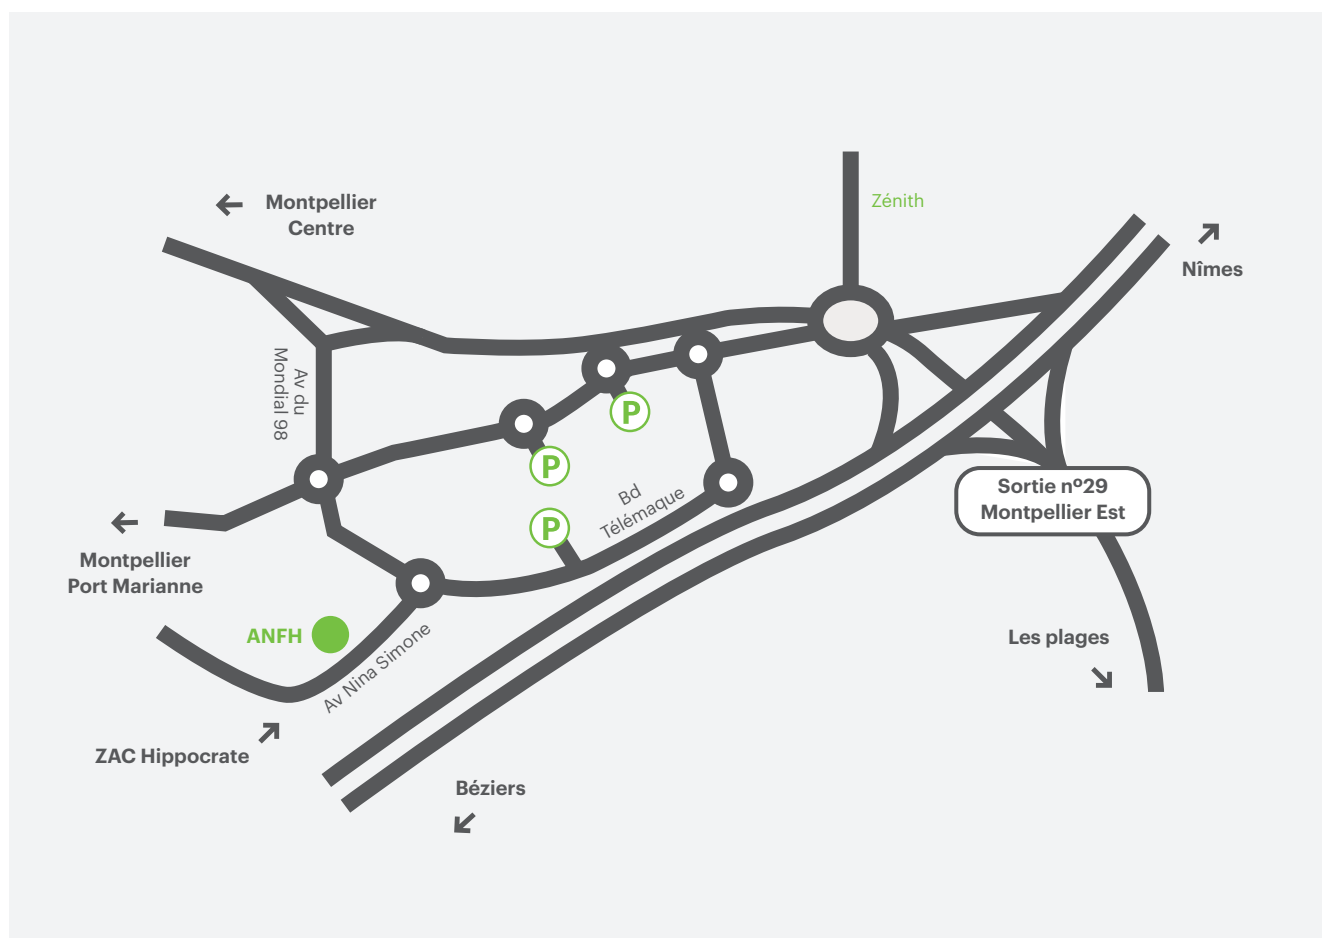 Montpellier
Centre
Zénith
Nîmes
Av du
Mondial 98
P
P
P
Bd
Télémaque
Sortie nº29
Montpellier Est
Montpellier
Port Marianne
ANFH
Av Nina Simone
Les plages
ZAC Hippocrate
Béziers